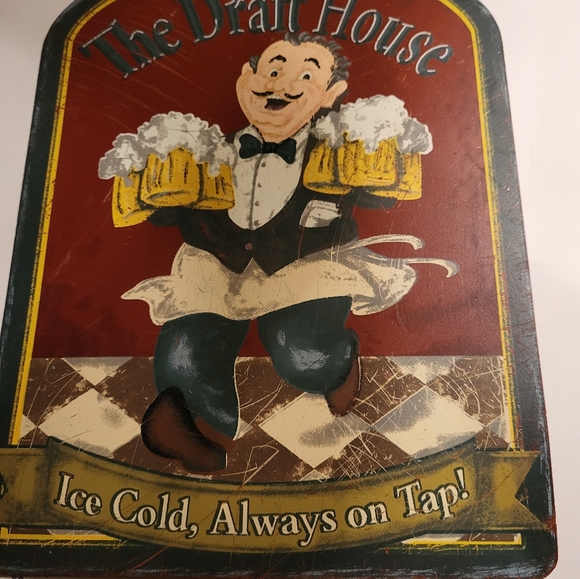 The Draft House
Ice Cold, Always on Tap!